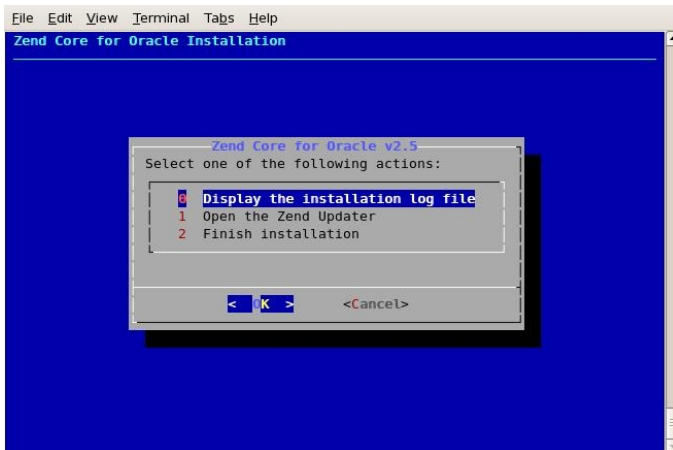 File Edit View Terminal Tabs Help
Zend Core for Oracle Installation
Zend Core for Oracle v2.5
Select one of the following actions:
0 Display the installation log file
1 Open the Zend Updater
2 Finish installation
< OK > <Cancel>